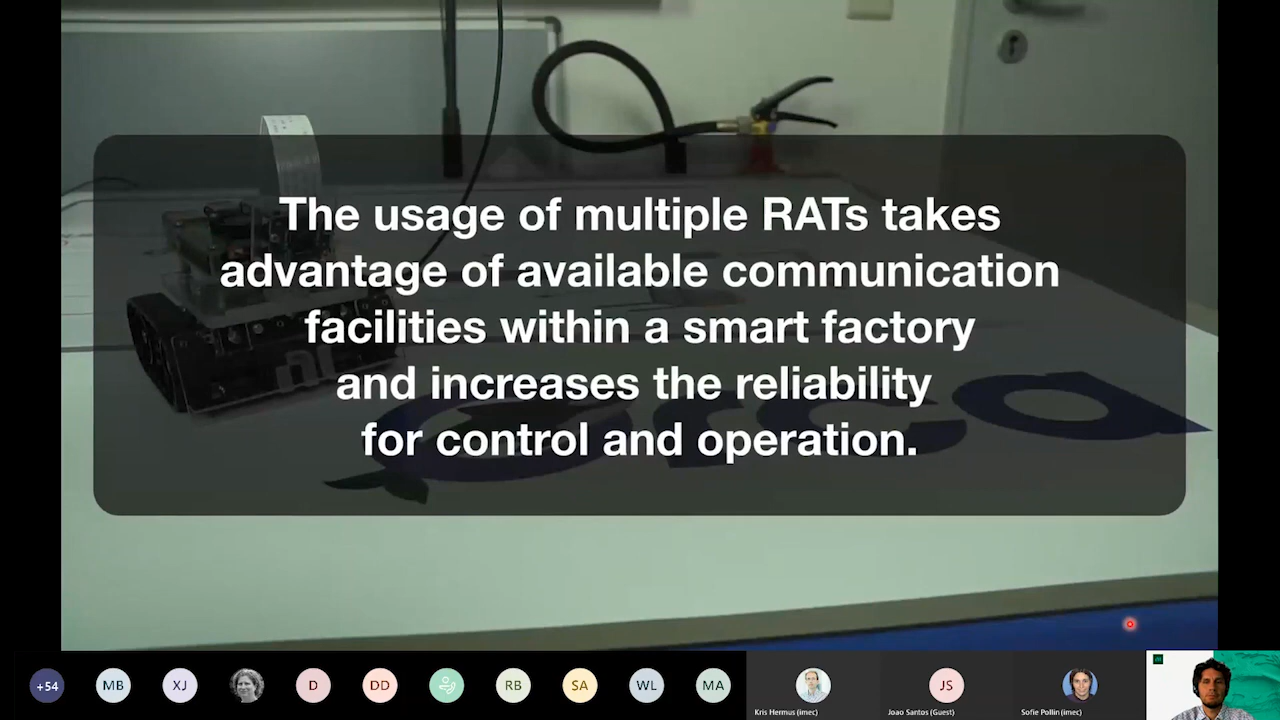 The usage of multiple RATs takes
advantage of available communication
facilities within a smart factory
and increases the reliability
for control and operation.
orca
+54
MB
XJ
D
DD
RB
SA
WL
MA
JS
Kris Hermus (imec)
Joao Santos (Guest)
Sofie Pollin (imec)